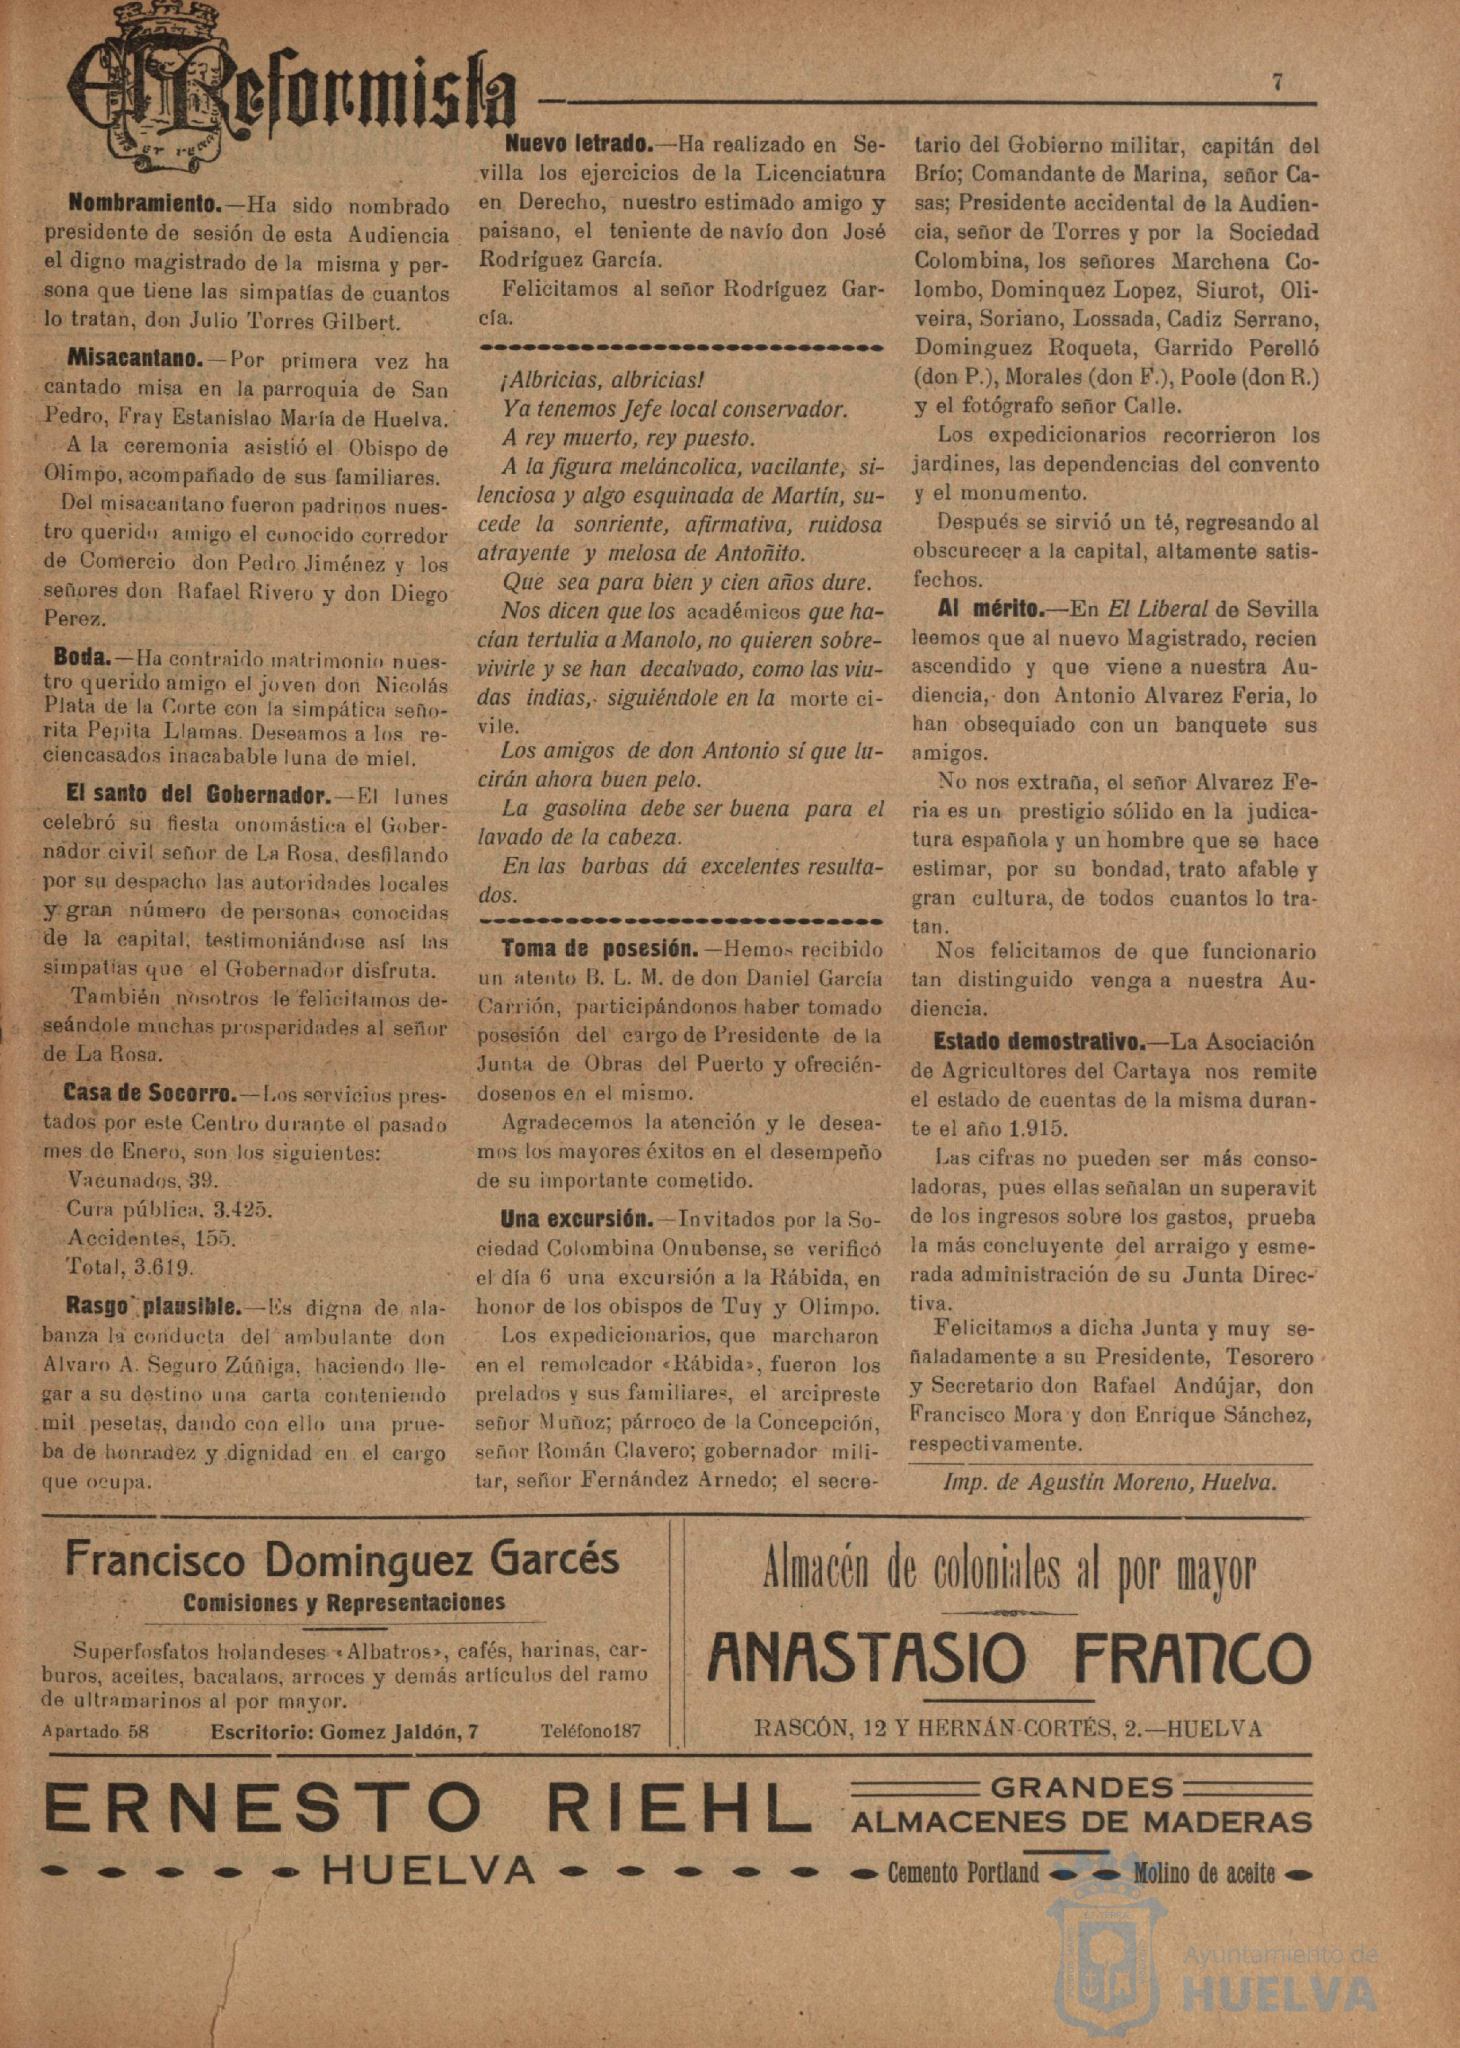 El Reformista
7
Nombramiento.—Ha sido nombrado
presidente de sesión de esta Audiencia
el digno magistrado de la misma y per-
sona que tiene las simpatías de cuantos
lo tratan, don Julio Torres Gilbert.
Misacantano.—Por primera vez ha
cantado misa en la parroquia de San
Pedro, Fray Estanislao María de Huelva.
A la ceremonia asistió el Obispo de
Olimpo, acompañado de sus familiares.
Del misacantano fueron padrinos nues-
tro querido amigo el conocido corredor
de Comercio don Pedro Jiménez y los
señores don Rafael Rivero y don Diego
Perez.
Boda.—Ha contraido matrimonio nues-
tro querido amigo el joven don Nicolás
Plata de la Corte con la simpática seño-
rita Pepita Llamas. Deseamos a los re-
ciencasados inacabable luna de miel.
El santo del Gobernador.—El lunes
celebró su fiesta onomástica el Gober-
nador civil señor de La Rosa, desfilando
por su despacho las autoridades locales
y gran número de personas conocidas
de la capital, testimoniándose así las
simpatías que el Gobernador disfruta.
También nosotros le felicitamos de-
seándole muchas prosperidades al señor
de La Rosa.
Casa de Socorro.—Los servicios pres-
tados por este Centro durante el pasado
mes de Enero, son los siguientes:
Vacunados, 39.
Cura pública, 3.425.
Accidentes, 155.
Total, 3.619.
Rasgo plausible.—Es digna de ala-
banza la conducta del ambulante don
Alvaro A. Seguro Zúñiga, haciendo lle-
gar a su destino una carta conteniendo
mil pesetas, dando con ello una prue-
ba de honradez y dignidad en el cargo
que ocupa.
Nuevo letrado.—Ha realizado en Se-
villa los ejercicios de la Licenciatura
en Derecho, nuestro estimado amigo y
paisano, el teniente de navío don José
Rodríguez García.
Felicitamos al señor Rodríguez Gar-
cía.
¡Albricias, albricias!
Ya tenemos Jefe local conservador.
A rey muerto, rey puesto.
A la figura meláncolica, vacilante, si-
lenciosa y algo esquinada de Martín, su-
cede la sonriente, afirmativa, ruidosa
atrayente y melosa de Antoñito.
Que sea para bien y cien años dure.
Nos dicen que los académicos que ha-
cían tertulia a Manolo, no quieren sobre-
vivirle y se han decalvado, como las viu-
das indias, siguiéndole en la morte ci-
vile.
Los amigos de don Antonio sí que lu-
cirán ahora buen pelo.
La gasolina debe ser buena para el
lavado de la cabeza.
En las barbas dá excelentes resulta-
dos.
Toma de posesión.—Hemos recibido
un atento B. L. M. de don Daniel García
Carrión, participándonos haber tomado
posesión del cargo de Presidente de la
Junta de Obras del Puerto y ofrecién-
dosenos en el mismo.
Agradecemos la atención y le desea-
mos los mayores éxitos en el desempeño
de su importante cometido.
Una excursión.—Invitados por la So-
ciedad Colombina Onubense, se verificó
el día 6 una excursión a la Rábida, en
honor de los obispos de Tuy y Olimpo.
Los expedicionarios, que marcharon
en el remolcador «Rábida», fueron los
prelados y sus familiares, el arcipreste
señor Muñoz; párroco de la Concepción,
señor Román Clavero; gobernador mili-
tar, señor Fernández Arnedo; el secre-
tario del Gobierno militar, capitán del
Brío; Comandante de Marina, señor Ca-
sas; Presidente accidental de la Audien-
cia, señor de Torres y por la Sociedad
Colombina, los señores Marchena Co-
lombo, Dominquez Lopez, Siurot, Oli-
veira, Soriano, Lossada, Cadiz Serrano,
Dominguez Roqueta, Garrido Perelló
(don P.), Morales (don F.), Poole (don R.)
y el fotógrafo señor Calle.
Los expedicionarios recorrieron los
jardines, las dependencias del convento
y el monumento.
Después se sirvió un té, regresando al
obscurecer a la capital, altamente satis-
fechos.
Al mérito.—En El Liberal de Sevilla
leemos que al nuevo Magistrado, recien
ascendido y que viene a nuestra Au-
diencia, don Antonio Alvarez Feria, lo
han obsequiado con un banquete sus
amigos.
No nos extraña, el señor Alvarez Fe-
ria es un prestigio sólido en la judica-
tura española y un hombre que se hace
estimar, por su bondad, trato afable y
gran cultura, de todos cuantos lo tra-
tan.
Nos felicitamos de que funcionario
tan distinguido venga a nuestra Au-
diencia.
Estado demostrativo.—La Asociación
de Agricultores del Cartaya nos remite
el estado de cuentas de la misma duran-
te el año 1.915.
Las cifras no pueden ser más conso-
ladoras, pues ellas señalan un superavit
de los ingresos sobre los gastos, prueba
la más concluyente del arraigo y esme-
rada administración de su Junta Direc-
tiva.
Felicitamos a dicha Junta y muy se-
ñaladamente a su Presidente, Tesorero
y Secretario don Rafael Andújar, don
Francisco Mora y don Enrique Sánchez,
respectivamente.
Imp. de Agustín Moreno, Huelva.
Francisco Dominguez Garcés
Comisiones y Representaciones
Superfosfatos holandeses «Albatros», cafés, harinas, car-
buros, aceites, bacalaos, arroces y demás artículos del ramo
de ultramarinos al por mayor.
Apartado 58 Escritorio: Gomez Jaldón, 7 Teléfono187
Almacén de coloniales al por mayor
ANASTASIO FRANCO
RASCÓN, 12 Y HERNÁN-CORTÉS, 2.—HUELVA
ERNESTO RIEHL
HUELVA
GRANDES
ALMACENES DE MADERAS
Cemento Portland Molino de aceite
Ayuntamiento de
HUELVA